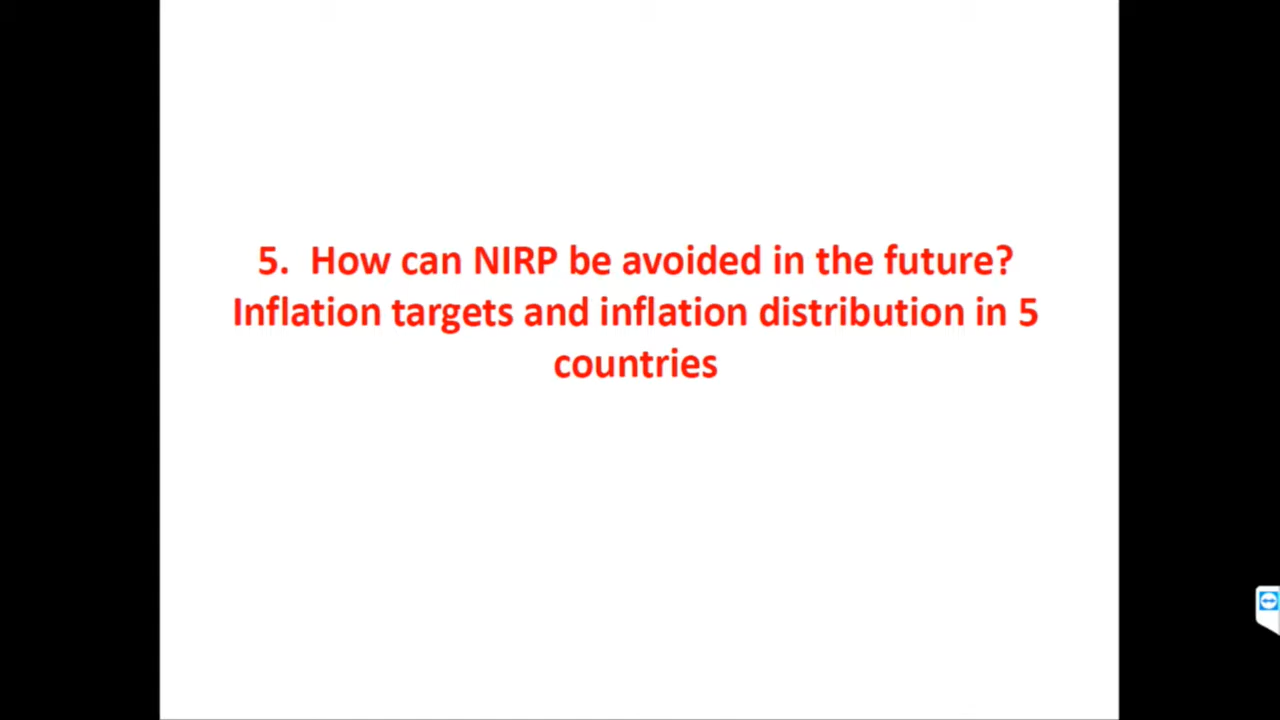 5.  How can NIRP be avoided in the future?
Inflation targets and inflation distribution in 5
countries